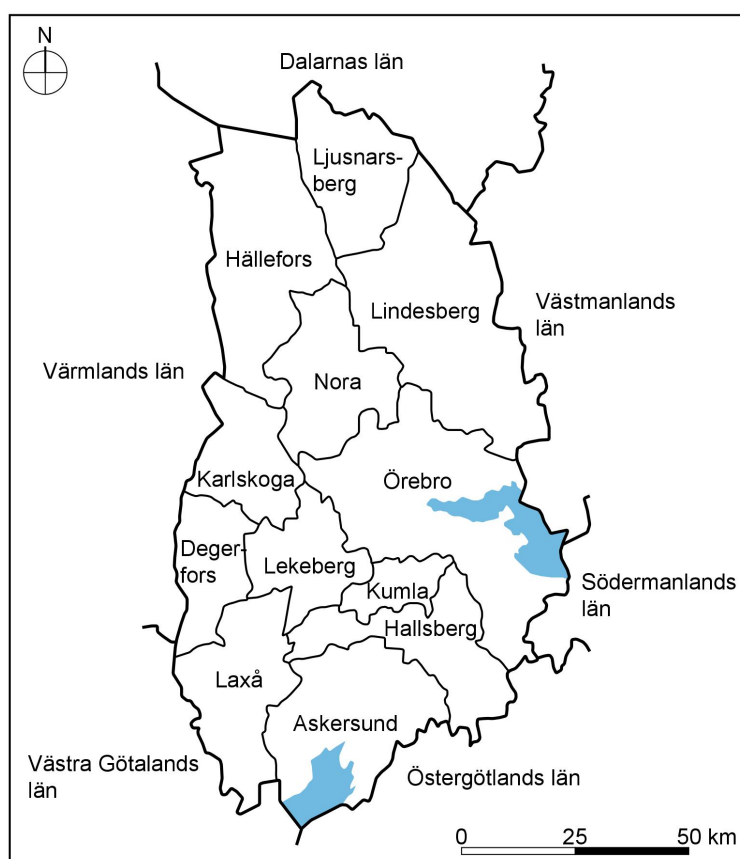 N
Dalarnas län
Ljusnars-
berg
Hällefors
Lindesberg
Västmanlands
län
Värmlands län
Nora
Karlskoga
Örebro
Deger-
fors
Lekeberg
Kumla
Södermanlands
län
Hallsberg
Laxå
Askersund
Västra Götalands
län
Östergötlands län
0 25 50 km